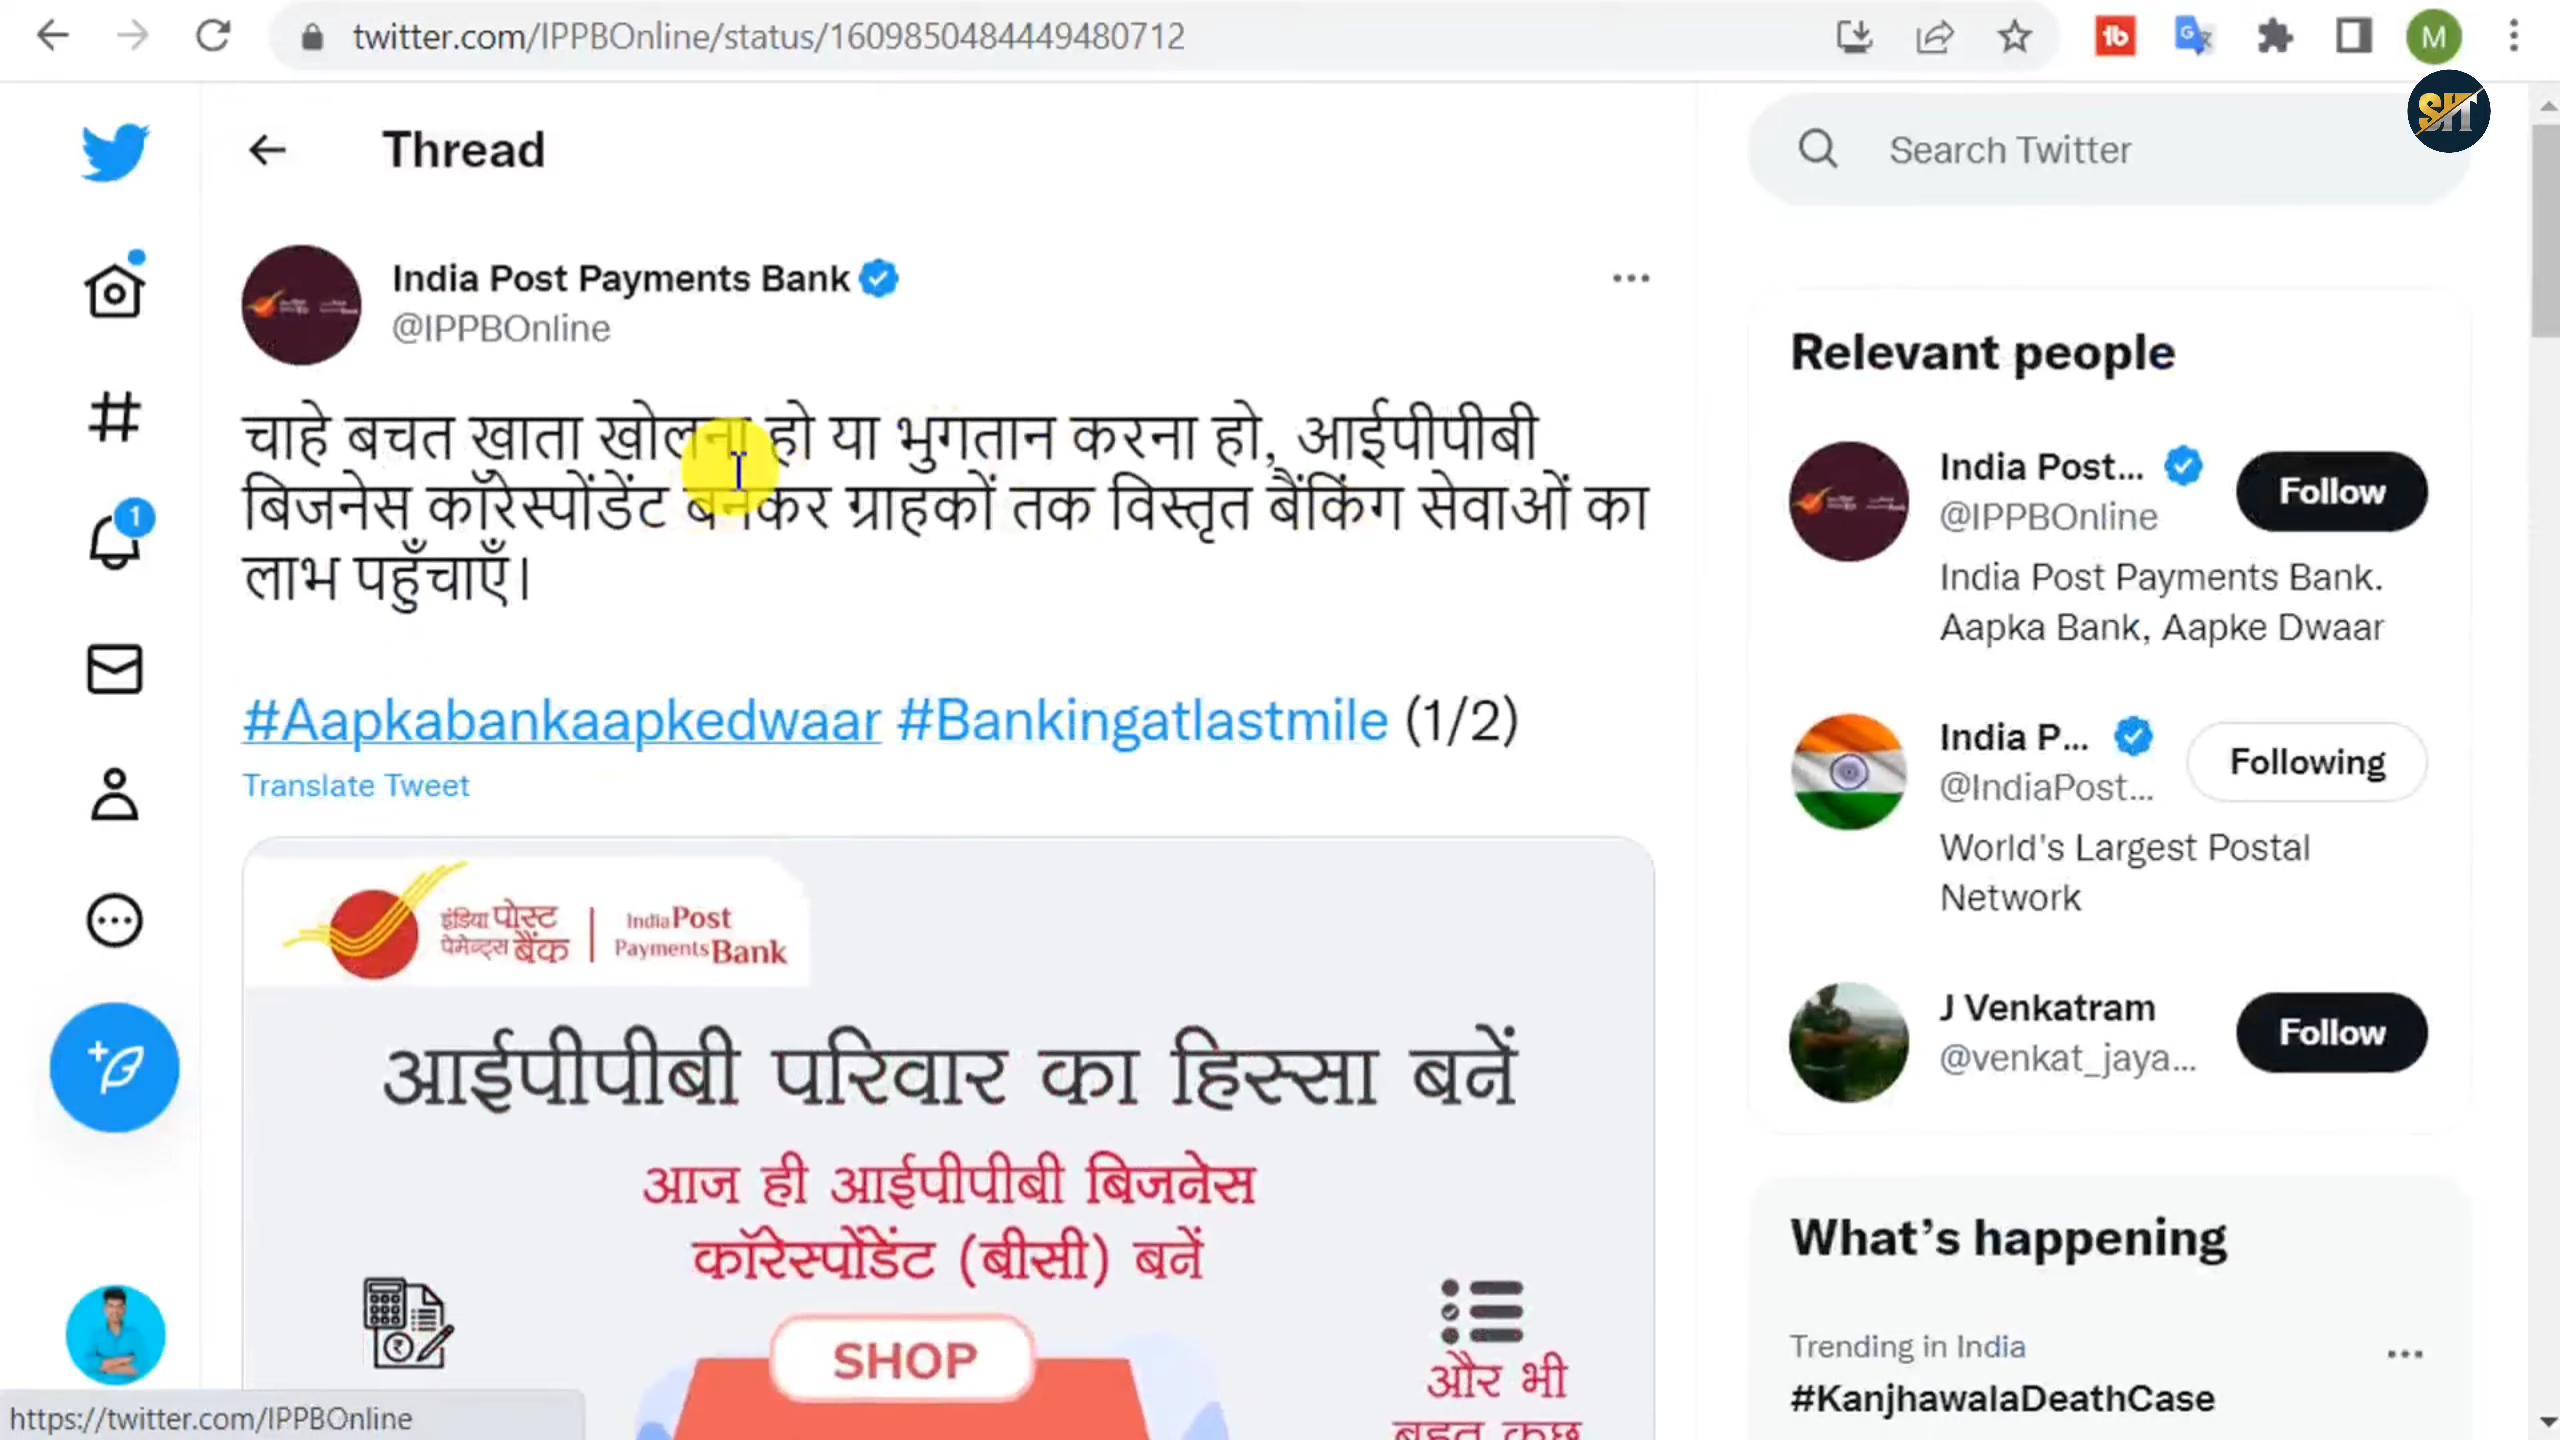 twitter.com/IPPBOnline/status/1609850484449480712
M
SHT
Thread
Search Twitter
India Post Payments Bank
@IPPBOnline
चाहे बचत खाता खोलना हो या भुगतान करना हो, आईपीपीबी
बिजनेस कॉरेस्पोंडेंट बनकर ग्राहकों तक विस्तृत बैंकिंग सेवाओं का
लाभ पहुँचाएँ।
#Aapkabankaapkedwaar #Bankingatlastmile (1/2)
Translate Tweet
इंडिया पोस्ट
पेमेन्ट्स बैंक
India Post
Payments Bank
आईपीपीबी परिवार का हिस्सा बनें
आज ही आईपीपीबी बिजनेस
कॉरेस्पोंडेंट (बीसी) बनें
SHOP
और भी
बहुत कुछ
1
Relevant people
India Post...
@IPPBOnline
Follow
India Post Payments Bank.
Aapka Bank, Aapke Dwaar
India P...
@IndiaPost...
Following
World's Largest Postal
Network
J Venkatram
@venkat_jaya...
Follow
What's happening
Trending in India
#KanjhawalaDeathCase
https://twitter.com/IPPBOnline